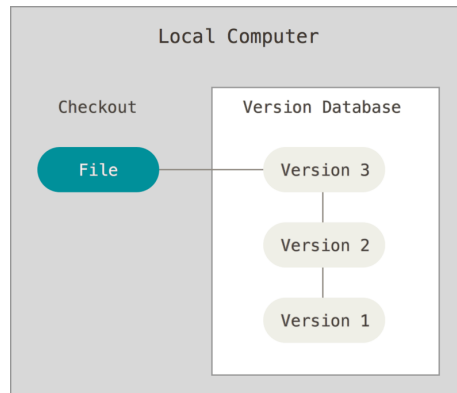 Local Computer
Checkout
Version Database
File
Version 3
Version 2
Version 1